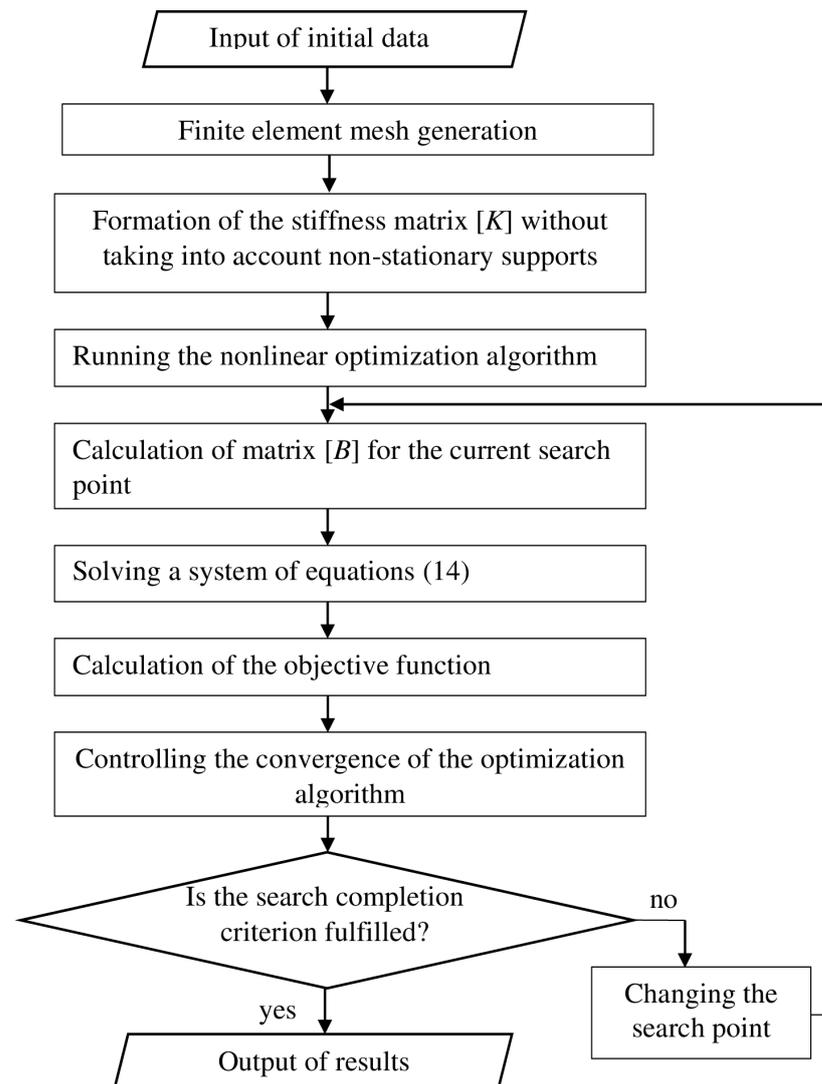 Input of initial data
Finite element mesh generation
Formation of the stiffness matrix [K] without
taking into account non-stationary supports
Running the nonlinear optimization algorithm
Calculation of matrix [B] for the current search
point
Solving a system of equations (14)
Calculation of the objective function
Controlling the convergence of the optimization
algorithm
Is the search completion
criterion fulfilled?
no
Changing the
search point
yes
Output of results